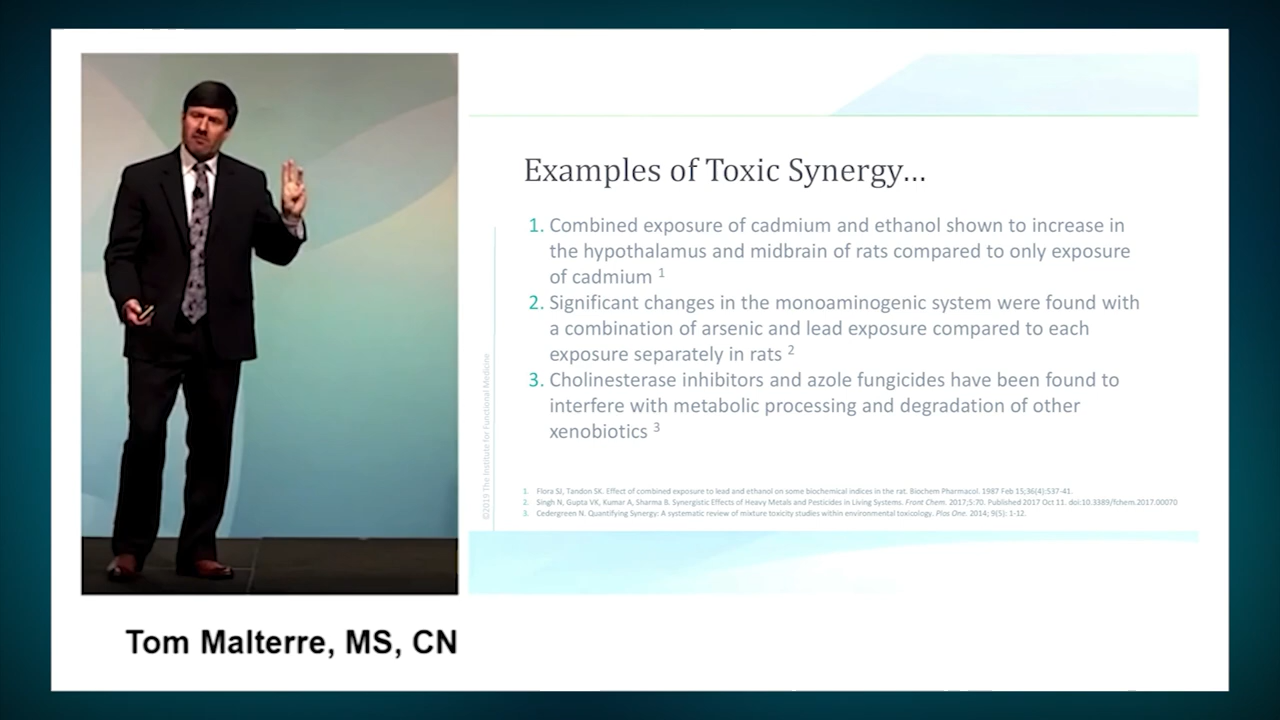 Examples of Toxic Synergy...
1. Combined exposure of cadmium and ethanol shown to increase in
the hypothalamus and midbrain of rats compared to only exposure
of cadmium 1
2. Significant changes in the monoaminogenic system were found with
a combination of arsenic and lead exposure compared to each
exposure separately in rats 2
3. Cholinesterase inhibitors and azole fungicides have been found to
interfere with metabolic processing and degradation of other
xenobiotics 3
©2019 The Institute for Functional Medicine
1. Flora SJ, Tandon SK. Effect of combined exposure to lead and ethanol on some biochemical indices in the rat. Biochem Pharmacol. 1987 Feb 15;36(4):537-41.
2. Singh N, Gupta VK, Kumar A, Sharma B. Synergistic Effects of Heavy Metals and Pesticides in Living Systems. Front Chem. 2017;5:70. Published 2017 Oct 11. doi:10.3389/fchem.2017.00070
3. Cedergreen N. Quantifying Synergy: A systematic review of mixture toxicity studies within environmental toxicology. Plos One. 2014; 9(5): 1-12.
Tom Malterre, MS, CN